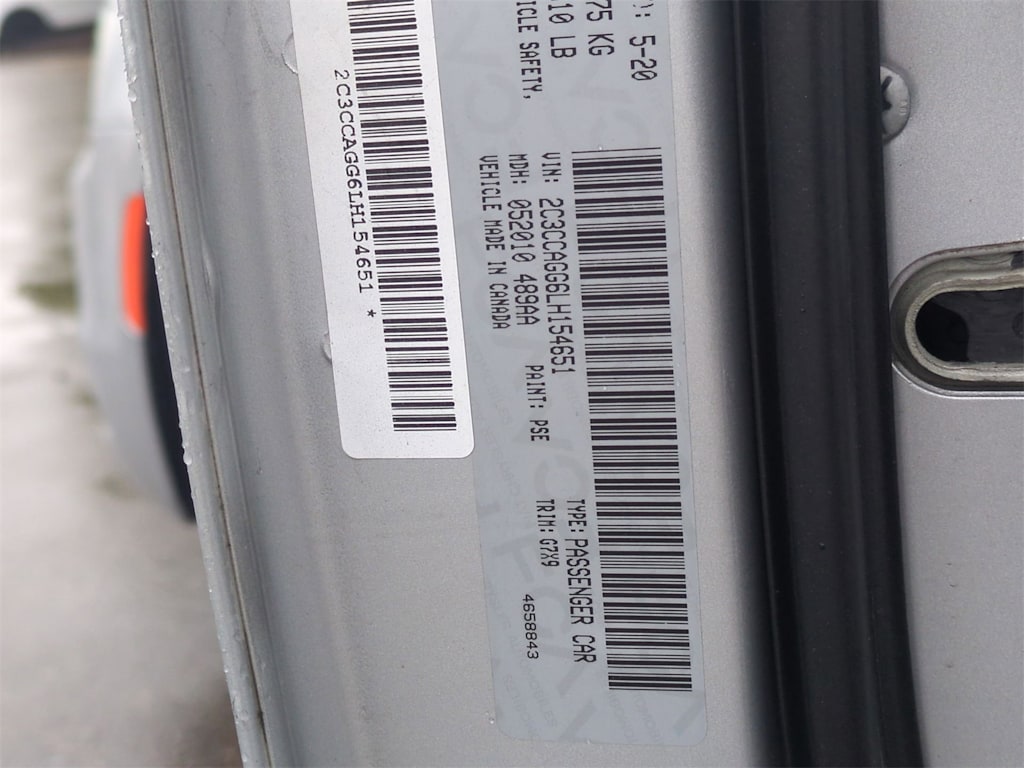 2C3CCAGG6LH154651 *
): 5-20
75 KG
10 LB
ICLE SAFETY,
VIN: 2C3CCAGG6LH154651
TYPE: PASSENGER CAR
MDH: 052010 489AA
PAINT: PSE
TRIM: G7X9
VEHICLE MADE IN CANADA
4658843